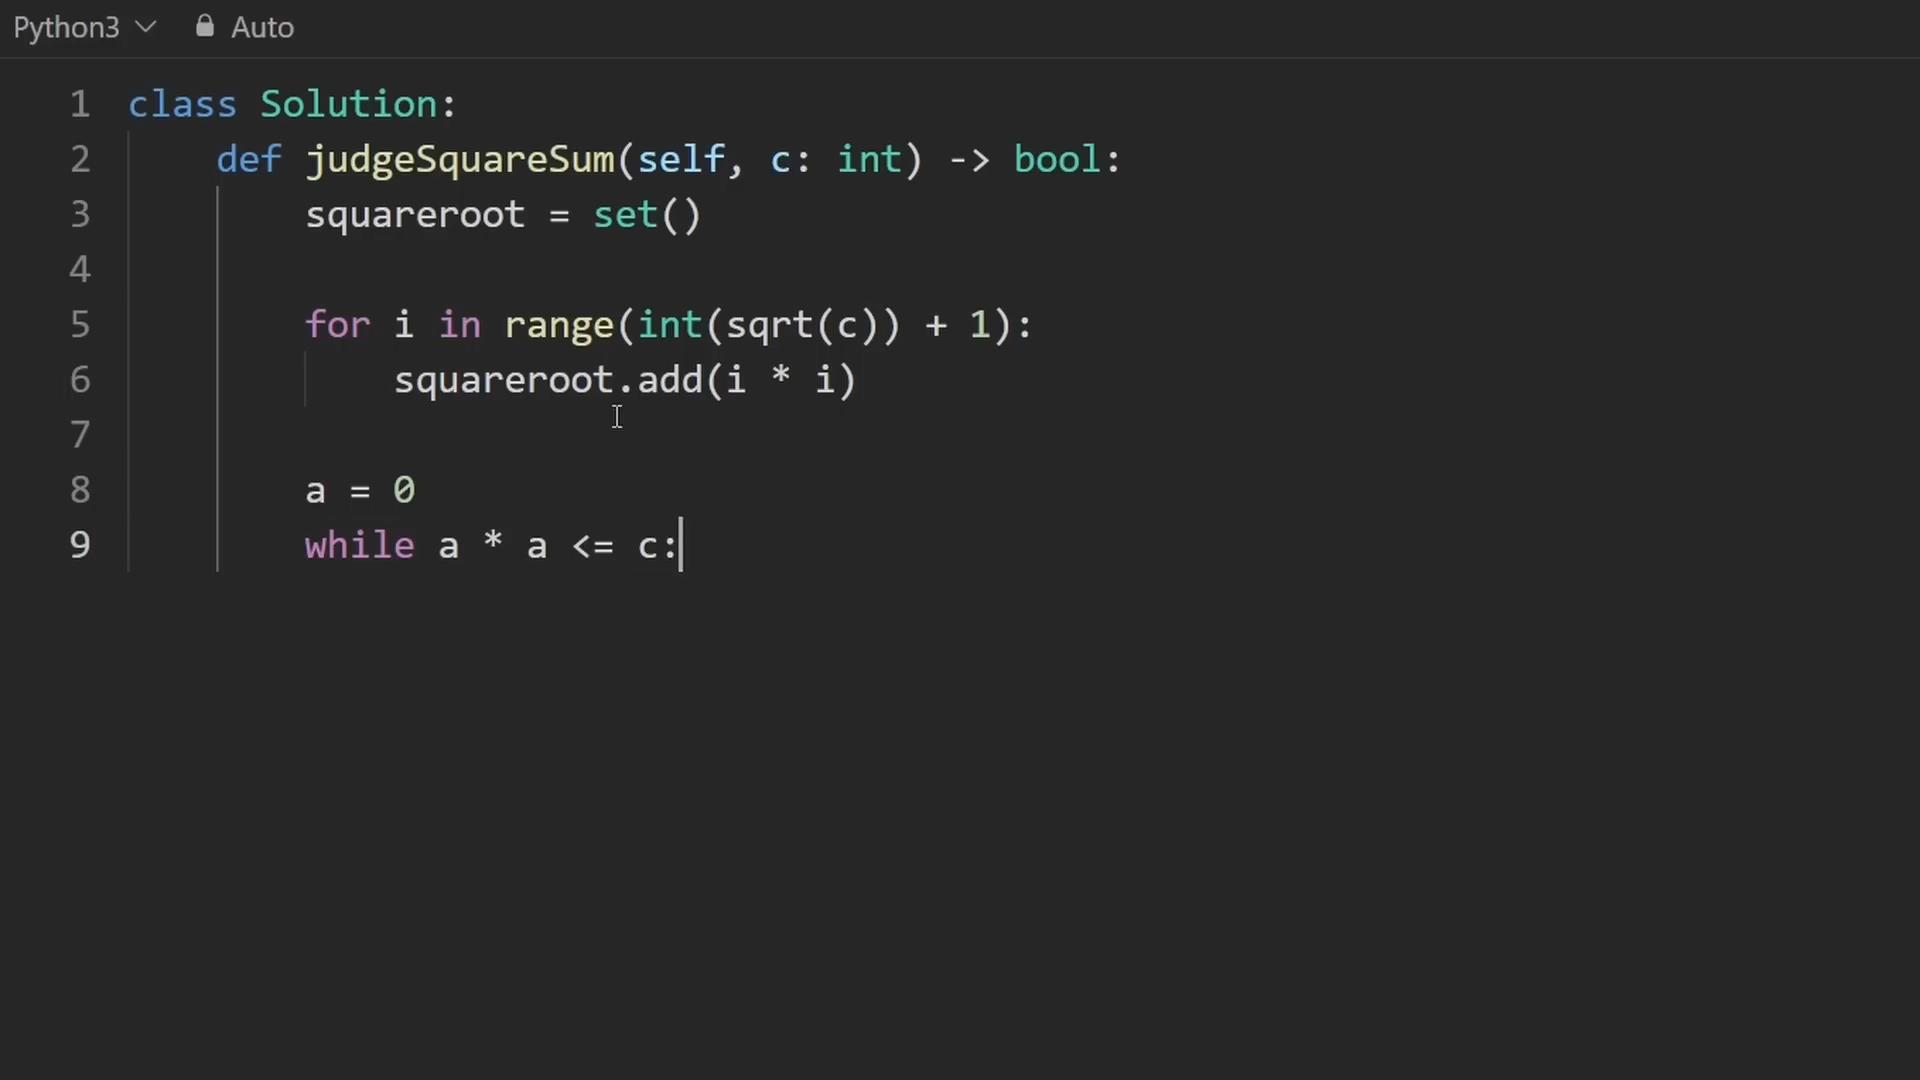 Python3 Auto
1 class Solution:
2 def judgeSquareSum(self, c: int) -> bool:
3 squareroot = set()
4
5 for i in range(int(sqrt(c)) + 1):
6 squareroot.add(i * i)
7
8 a = 0
9 while a * a <= c: